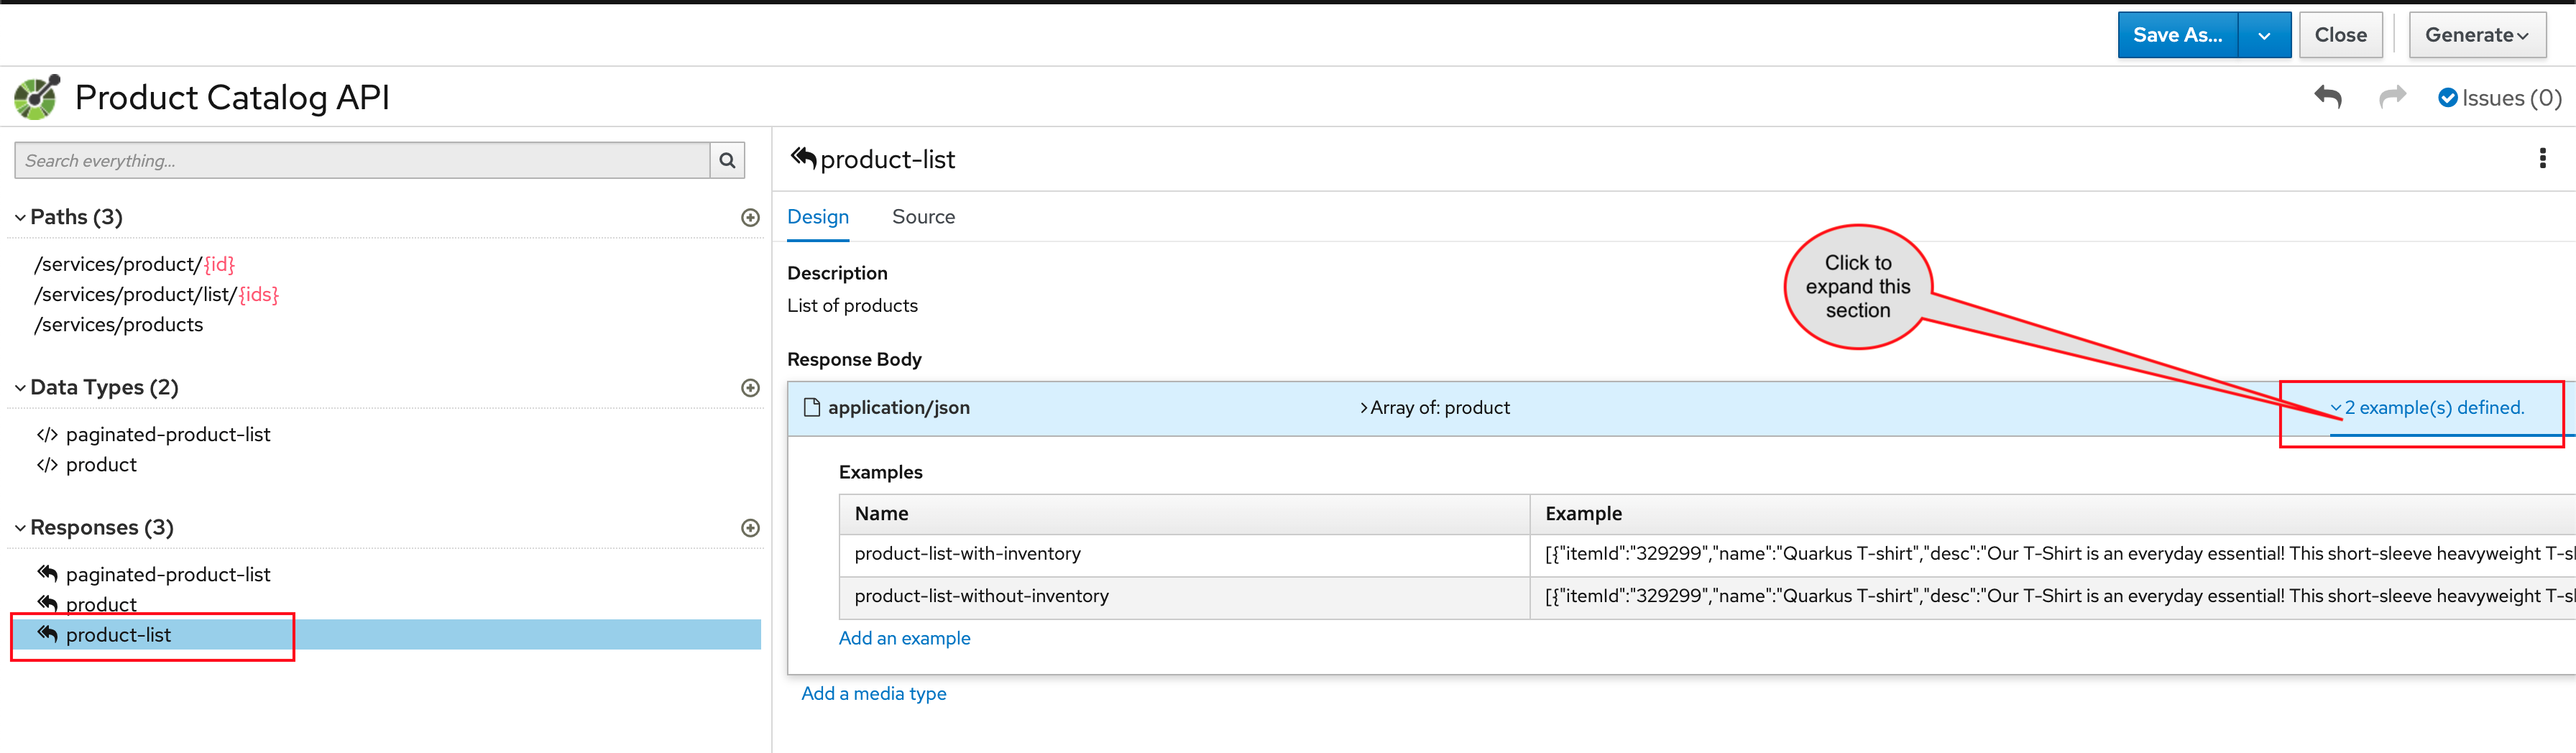 Save As...
Close
Generate
Product Catalog API
Issues (0)
Search everything...
Paths (3)
/services/product/{id}
/services/product/list/{ids}
/services/products
Data Types (2)
</> paginated-product-list
</> product
Responses (3)
paginated-product-list
product
product-list
product-list
Design
Source
Description
List of products
Click to
expand this
section
Response Body
application/json
Array of: product
2 example(s) defined.
Examples
Name
Example
product-list-with-inventory
[{"itemId":"329299","name":"Quarkus T-shirt","desc":"Our T-Shirt is an everyday essential! This short-sleeve heavyweight T-s
product-list-without-inventory
[{"itemId":"329299","name":"Quarkus T-shirt","desc":"Our T-Shirt is an everyday essential! This short-sleeve heavyweight T-s
Add an example
Add a media type